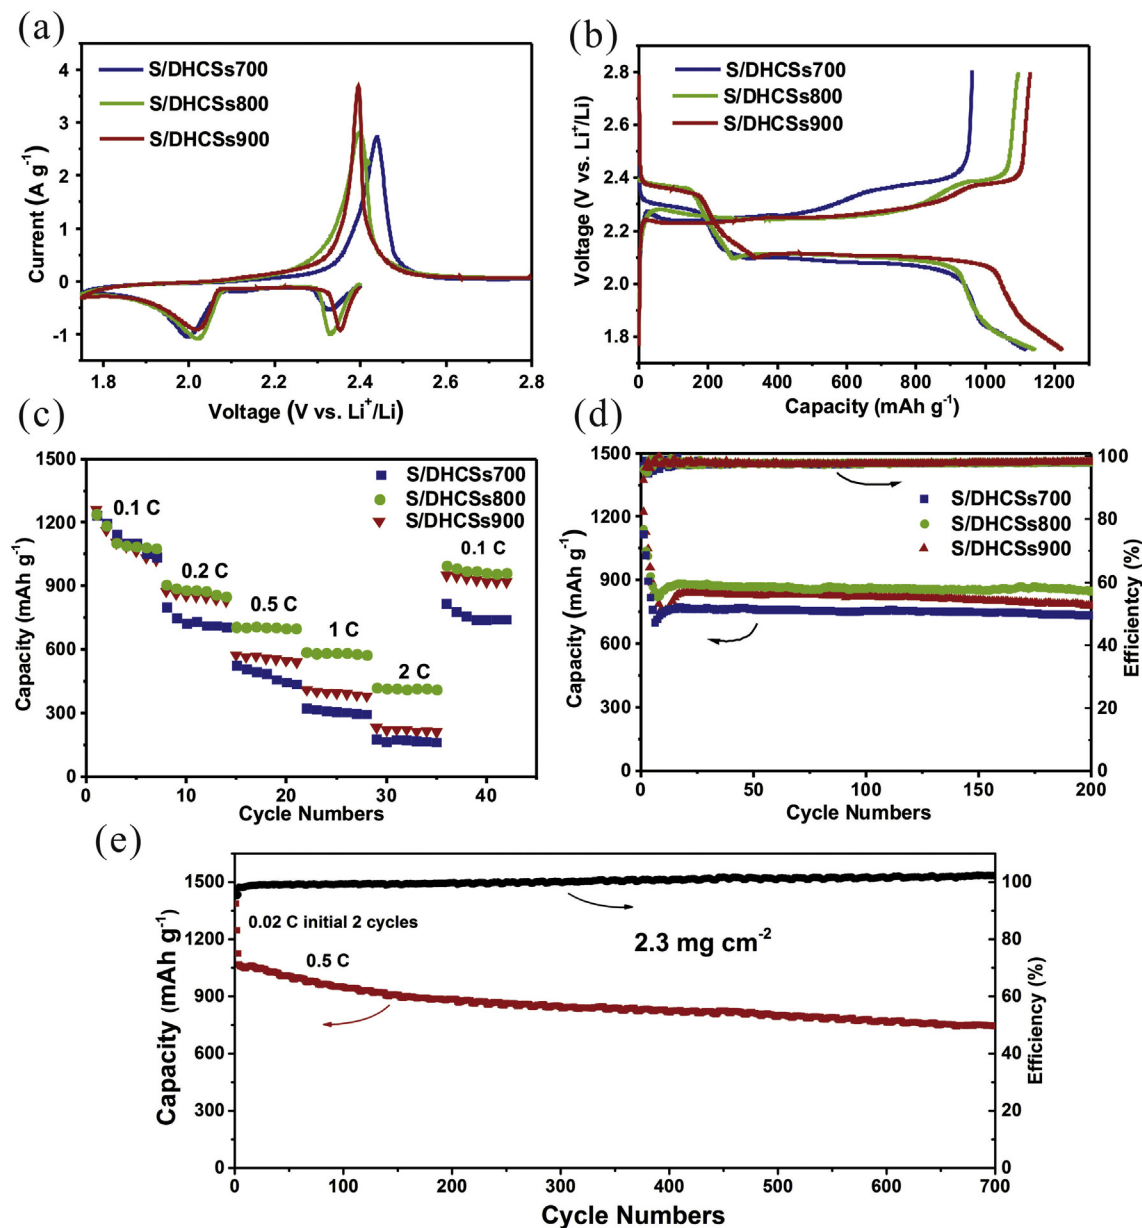 (a)
S/DHCSs700
S/DHCSs800
S/DHCSs900
Current (A g⁻¹)
4
3
2
1
0
-1
1.8 2.0 2.2 2.4 2.6 2.8
Voltage (V vs. Li⁺/Li)
(b)
S/DHCSs700
S/DHCSs800
S/DHCSs900
Voltage (V vs. Li⁺/Li)
2.8
2.4
2.2
2.0
1.8
0 200 400 600 800 1000 1200
Capacity (mAh g⁻¹)
(c)
S/DHCSs700
S/DHCSs800
S/DHCSs900
0.1 C
0.2 C
0.5 C
1 C
2 C
0.1 C
Capacity (mAh g⁻¹)
1500
1200
900
600
300
0
0 10 20 30 40
Cycle Numbers
(d)
S/DHCSs700
S/DHCSs800
S/DHCSs900
Capacity (mAh g⁻¹)
1500
1400
1200
1050
900
750
600
450
300
150
0
0 50 100 150 200
Cycle Numbers
Efficientcy (%)
100
80
60
40
20
0
(e)
0.02 C initial 2 cycles
0.5 C
2.3 mg cm⁻²
Capacity (mAh g⁻¹)
1500
1200
900
600
300
0
0 100 200 300 400 500 600 700
Cycle Numbers
Efficiency (%)
100
80
60
40
20
0